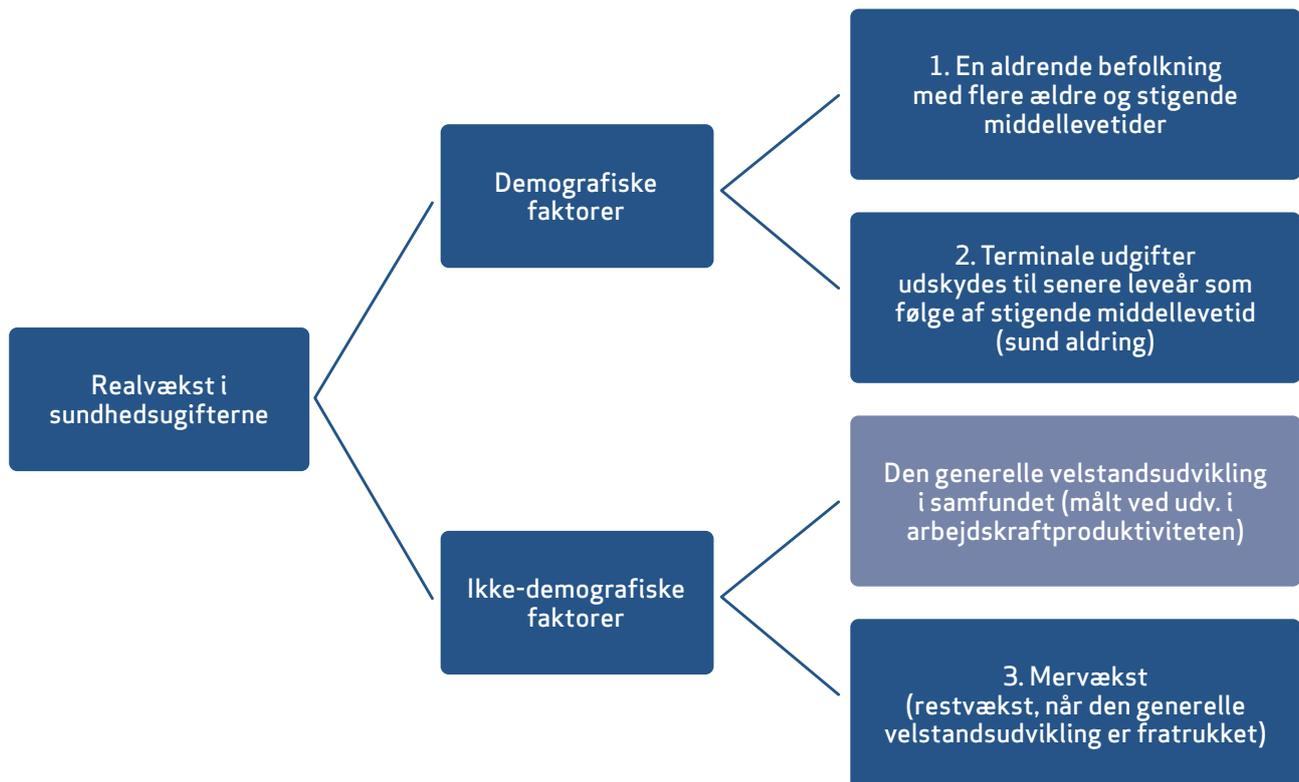 Realvækst i
sundhedsugifterne
Demografiske
faktorer
1. En aldrende befolkning
med flere ældre og stigende
middellevetider
2. Terminale udgifter
udskydes til senere leveår som
følge af stigende middellevetid
(sund aldring)
Ikke-demografiske
faktorer
Den generelle velstandsudvikling
i samfundet (målt ved udv. i
arbejdskraftproduktiviteten)
3. Mervækst
(restvækst, når den generelle
velstandsudvikling er fratrukket)